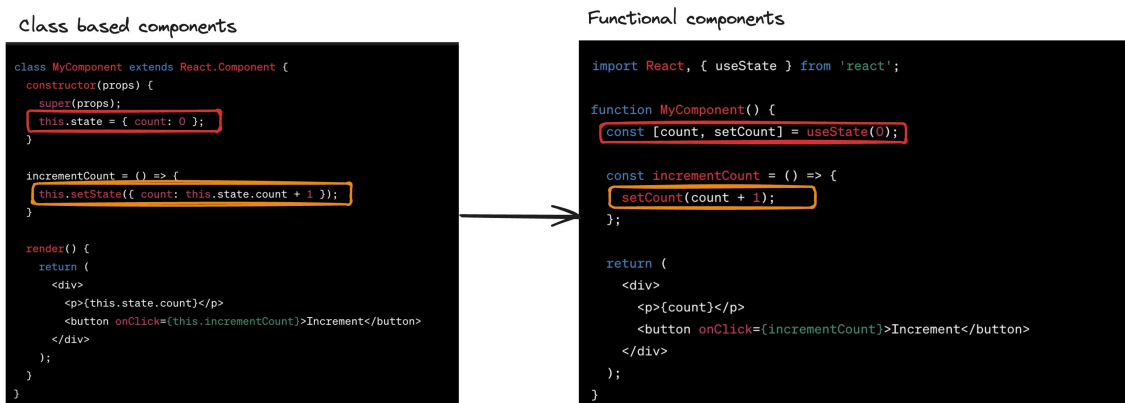 Class based components
class MyComponent extends React.Component {
  constructor(props) {
    super(props);
    this.state = { count: 0 };
  }

  incrementCount = () => {
    this.setState({ count: this.state.count + 1 });
  }

  render() {
    return (
      <div>
        <p>{this.state.count}</p>
        <button onClick={this.incrementCount}>Increment</button>
      </div>
    );
  }
}
Functional components
import React, { useState } from 'react';

function MyComponent() {
  const [count, setCount] = useState(0);

  const incrementCount = () => {
    setCount(count + 1);
  };

  return (
    <div>
      <p>{count}</p>
      <button onClick={incrementCount}>Increment</button>
    </div>
  );
}